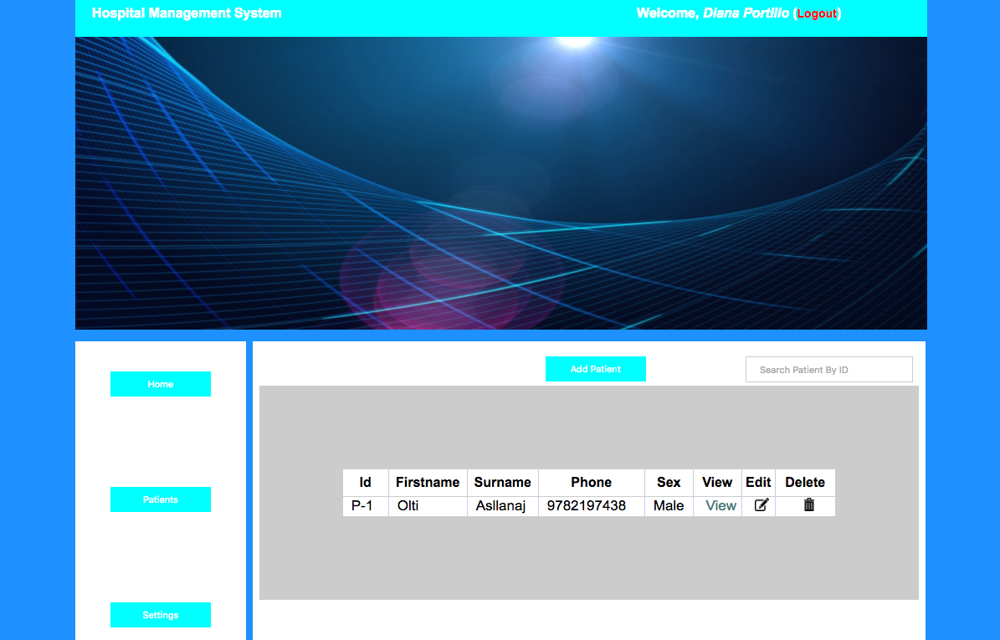 Hospital Management System
Welcome, Diana Portillo (Logout)
Home
Patients
Settings
Add Patient
Search Patient By ID
Id Firstname Surname Phone Sex View Edit Delete
P-1 Olti Asllanaj 9782197438 Male View